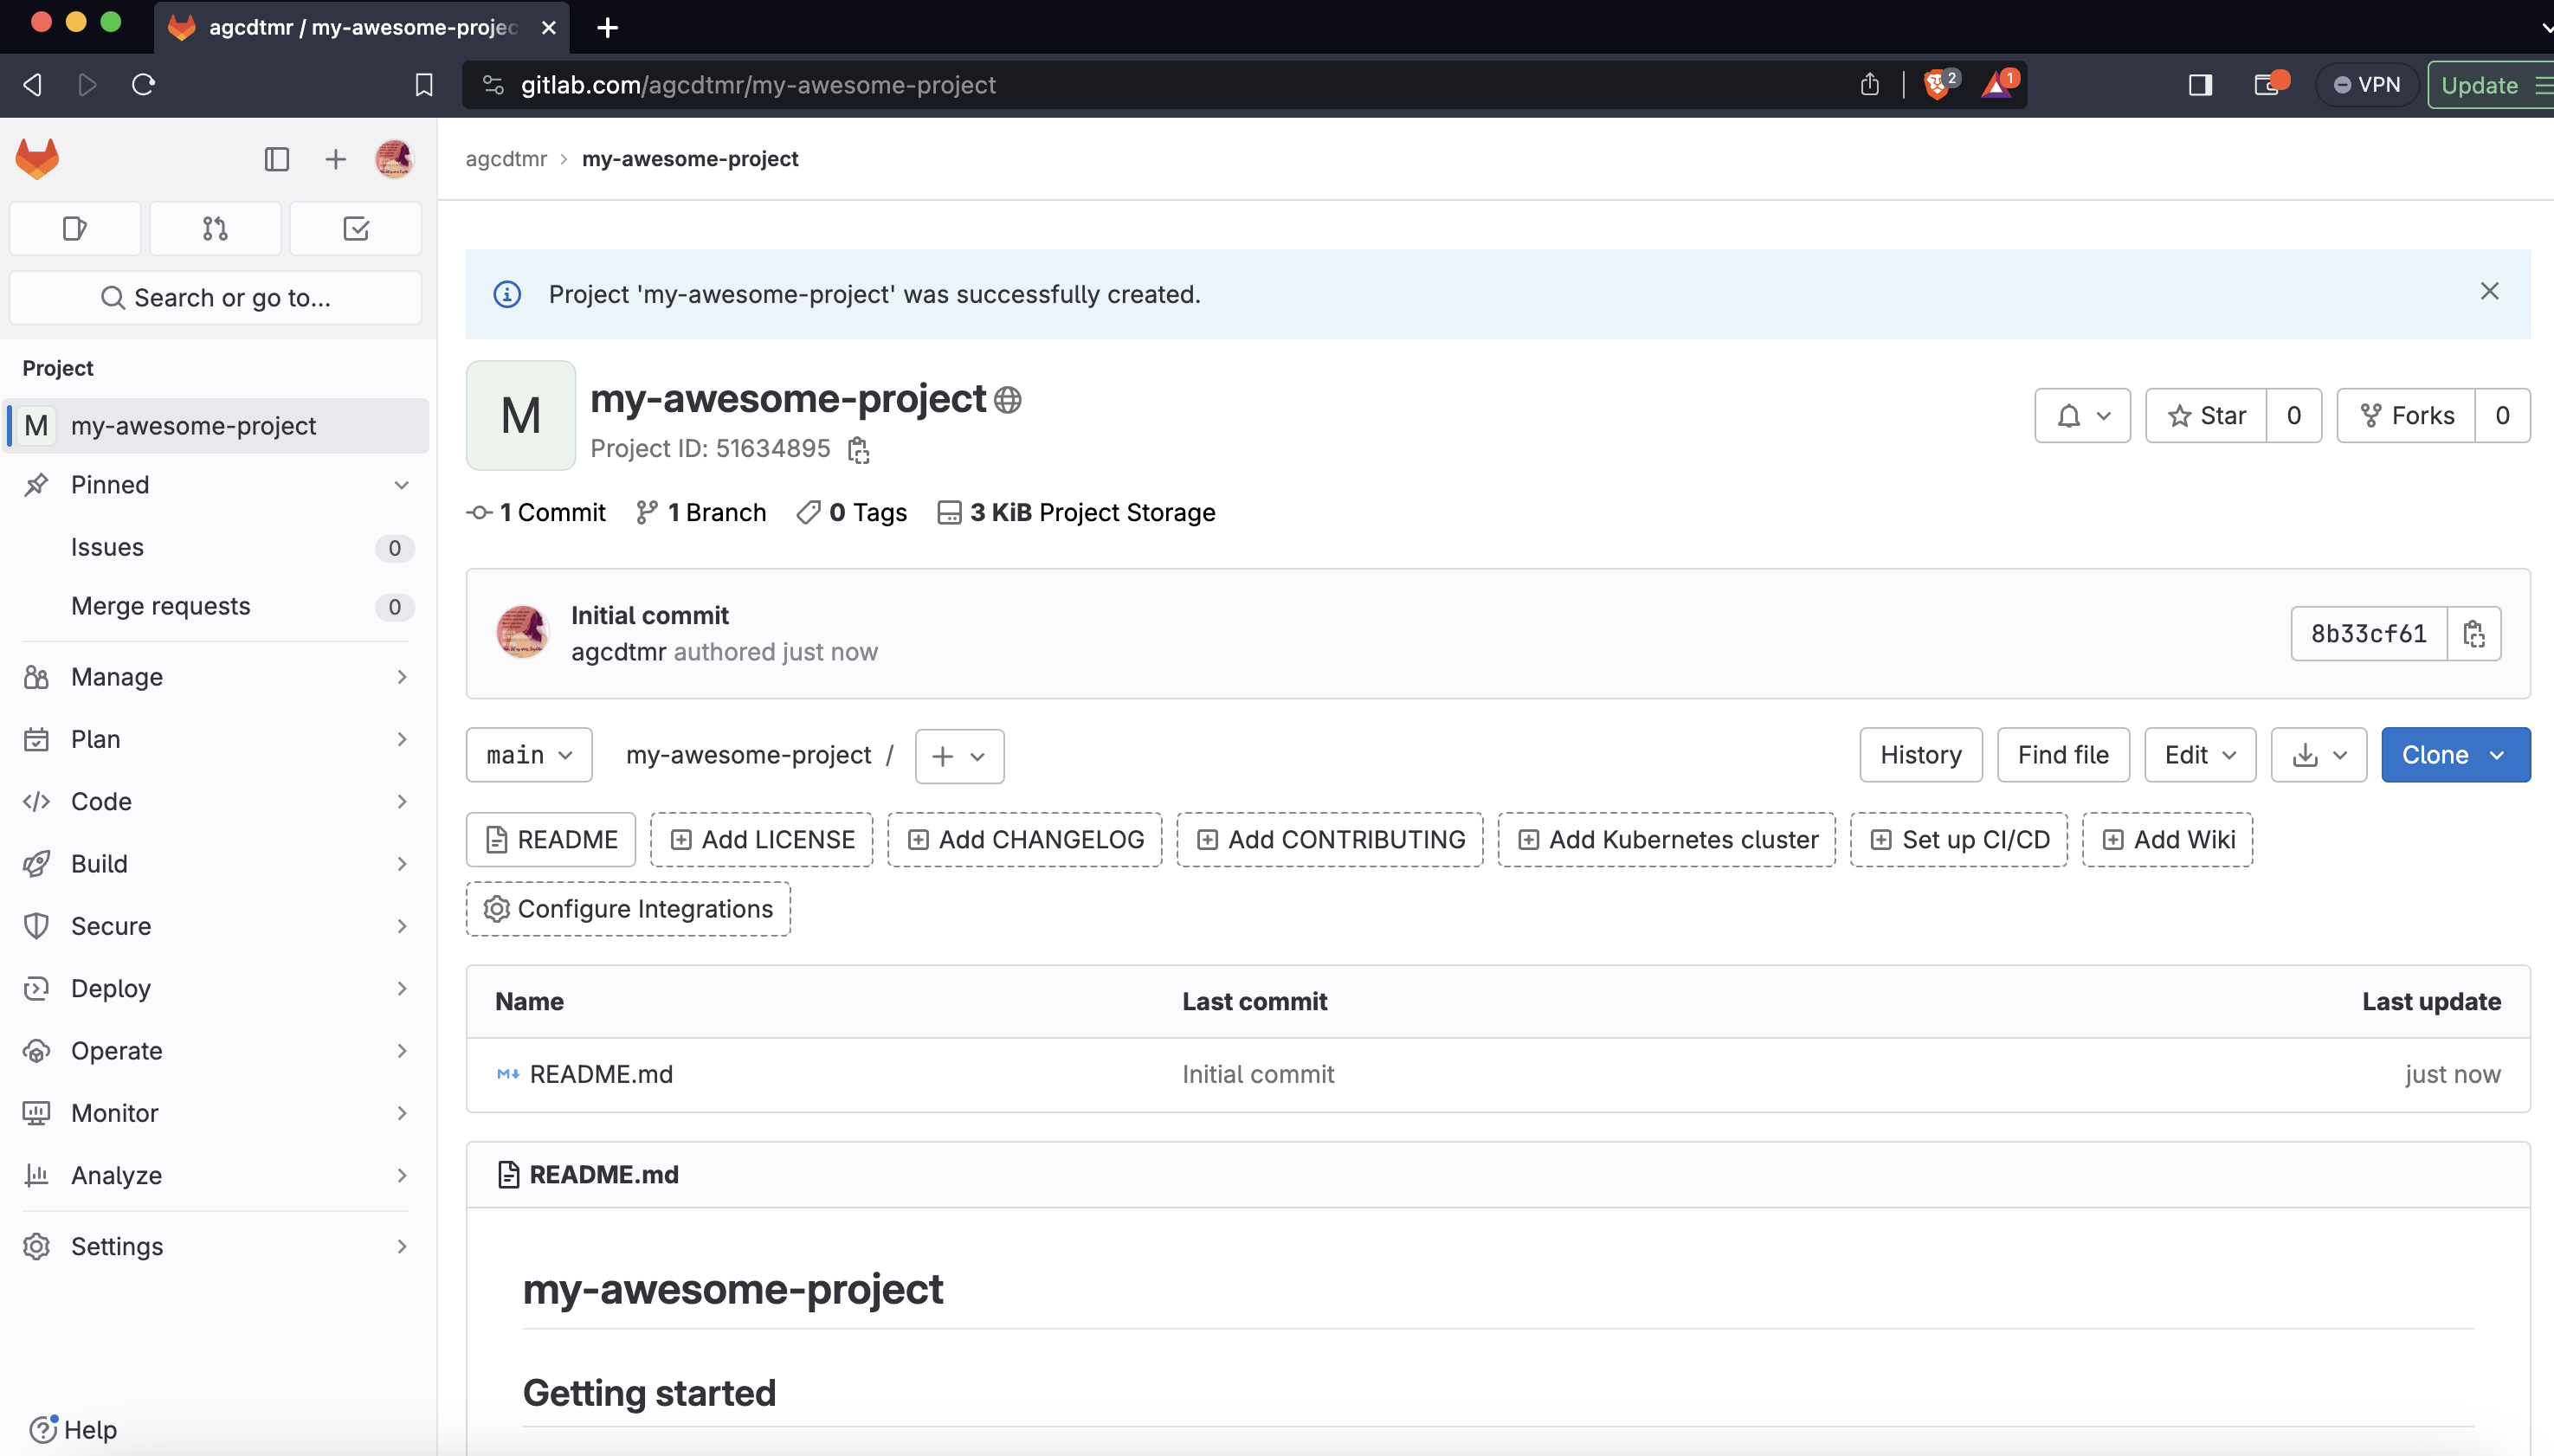 agcdtmr / my-awesome-projec
gitlab.com/agcdtmr/my-awesome-project
2
1
VPN
Update
agcdtmr › my-awesome-project
Search or go to...
Project
M my-awesome-project
Pinned
Issues 0
Merge requests 0
Manage
Plan
Code
Build
Secure
Deploy
Operate
Monitor
Analyze
Settings
Help
Project 'my-awesome-project' was successfully created.
M
my-awesome-project
Project ID: 51634895
Star 0
Forks 0
1 Commit 1 Branch 0 Tags 3 KiB Project Storage
Initial commit
agcdtmr authored just now
8b33cf61
main my-awesome-project / +
History Find file Edit Clone
README Add LICENSE Add CHANGELOG Add CONTRIBUTING Add Kubernetes cluster Set up CI/CD Add Wiki
Configure Integrations
Name Last commit Last update
README.md Initial commit just now
README.md
my-awesome-project
Getting started